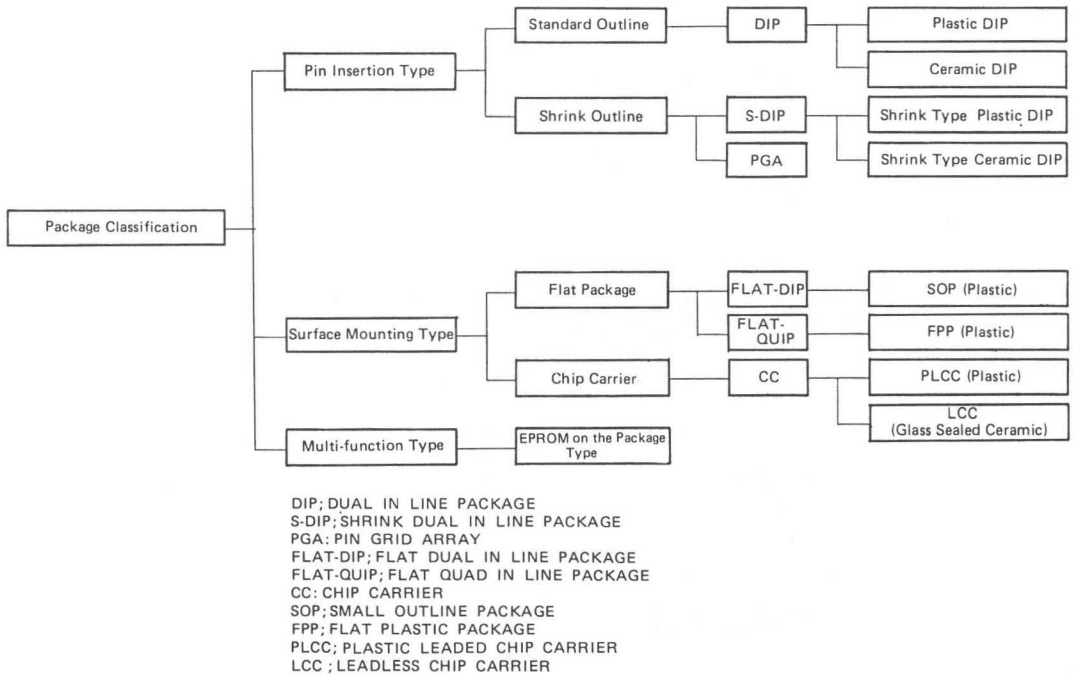 Standard Outline
DIP
Plastic DIP
Pin Insertion Type
Ceramic DIP
Shrink Outline
S-DIP
Shrink Type Plastic DIP
PGA
Shrink Type Ceramic DIP
Package Classification
Flat Package
FLAT-DIP
SOP (Plastic)
Surface Mounting Type
FLAT-
QUIP
FPP (Plastic)
Chip Carrier
CC
PLCC (Plastic)
LCC
(Glass Sealed Ceramic)
Multi-function Type
EPROM on the Package
Type
DIP; DUAL IN LINE PACKAGE
S-DIP; SHRINK DUAL IN LINE PACKAGE
PGA: PIN GRID ARRAY
FLAT-DIP; FLAT DUAL IN LINE PACKAGE
FLAT-QUIP; FLAT QUAD IN LINE PACKAGE
CC: CHIP CARRIER
SOP; SMALL OUTLINE PACKAGE
FPP; FLAT PLASTIC PACKAGE
PLCC; PLASTIC LEADED CHIP CARRIER
LCC ; LEADLESS CHIP CARRIER